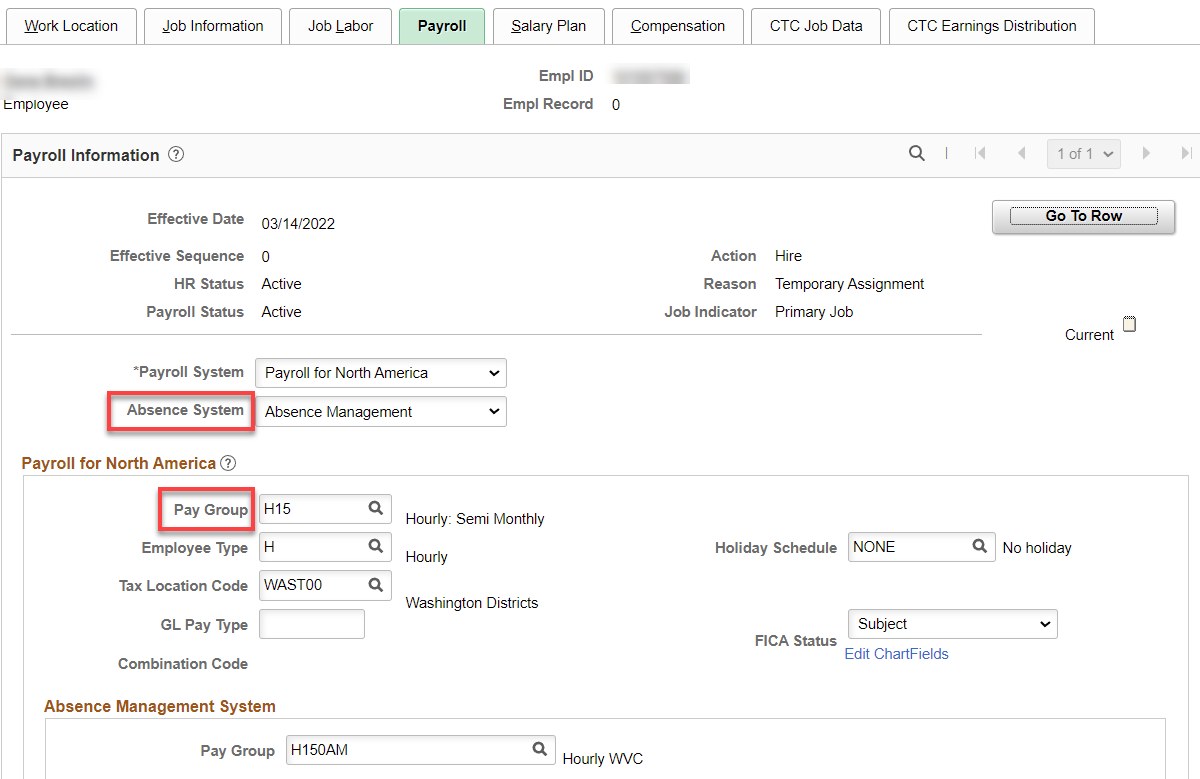 Work Location Job Information Job Labor Payroll Salary Plan Compensation CTC Job Data CTC Earnings Distribution
Empl ID
Employee Empl Record 0
Payroll Information ? 1 of 1
Effective Date 03/14/2022 Go To Row
Effective Sequence 0 Action Hire
HR Status Active Reason Temporary Assignment
Payroll Status Active Job Indicator Primary Job
Current
*Payroll System Payroll for North America
Absence System Absence Management
Payroll for North America ?
Pay Group H15 Hourly: Semi Monthly
Employee Type H Hourly Holiday Schedule NONE No holiday
Tax Location Code WAST00 Washington Districts
GL Pay Type FICA Status Subject
Edit ChartFields
Combination Code
Absence Management System
Pay Group H150AM Hourly WVC